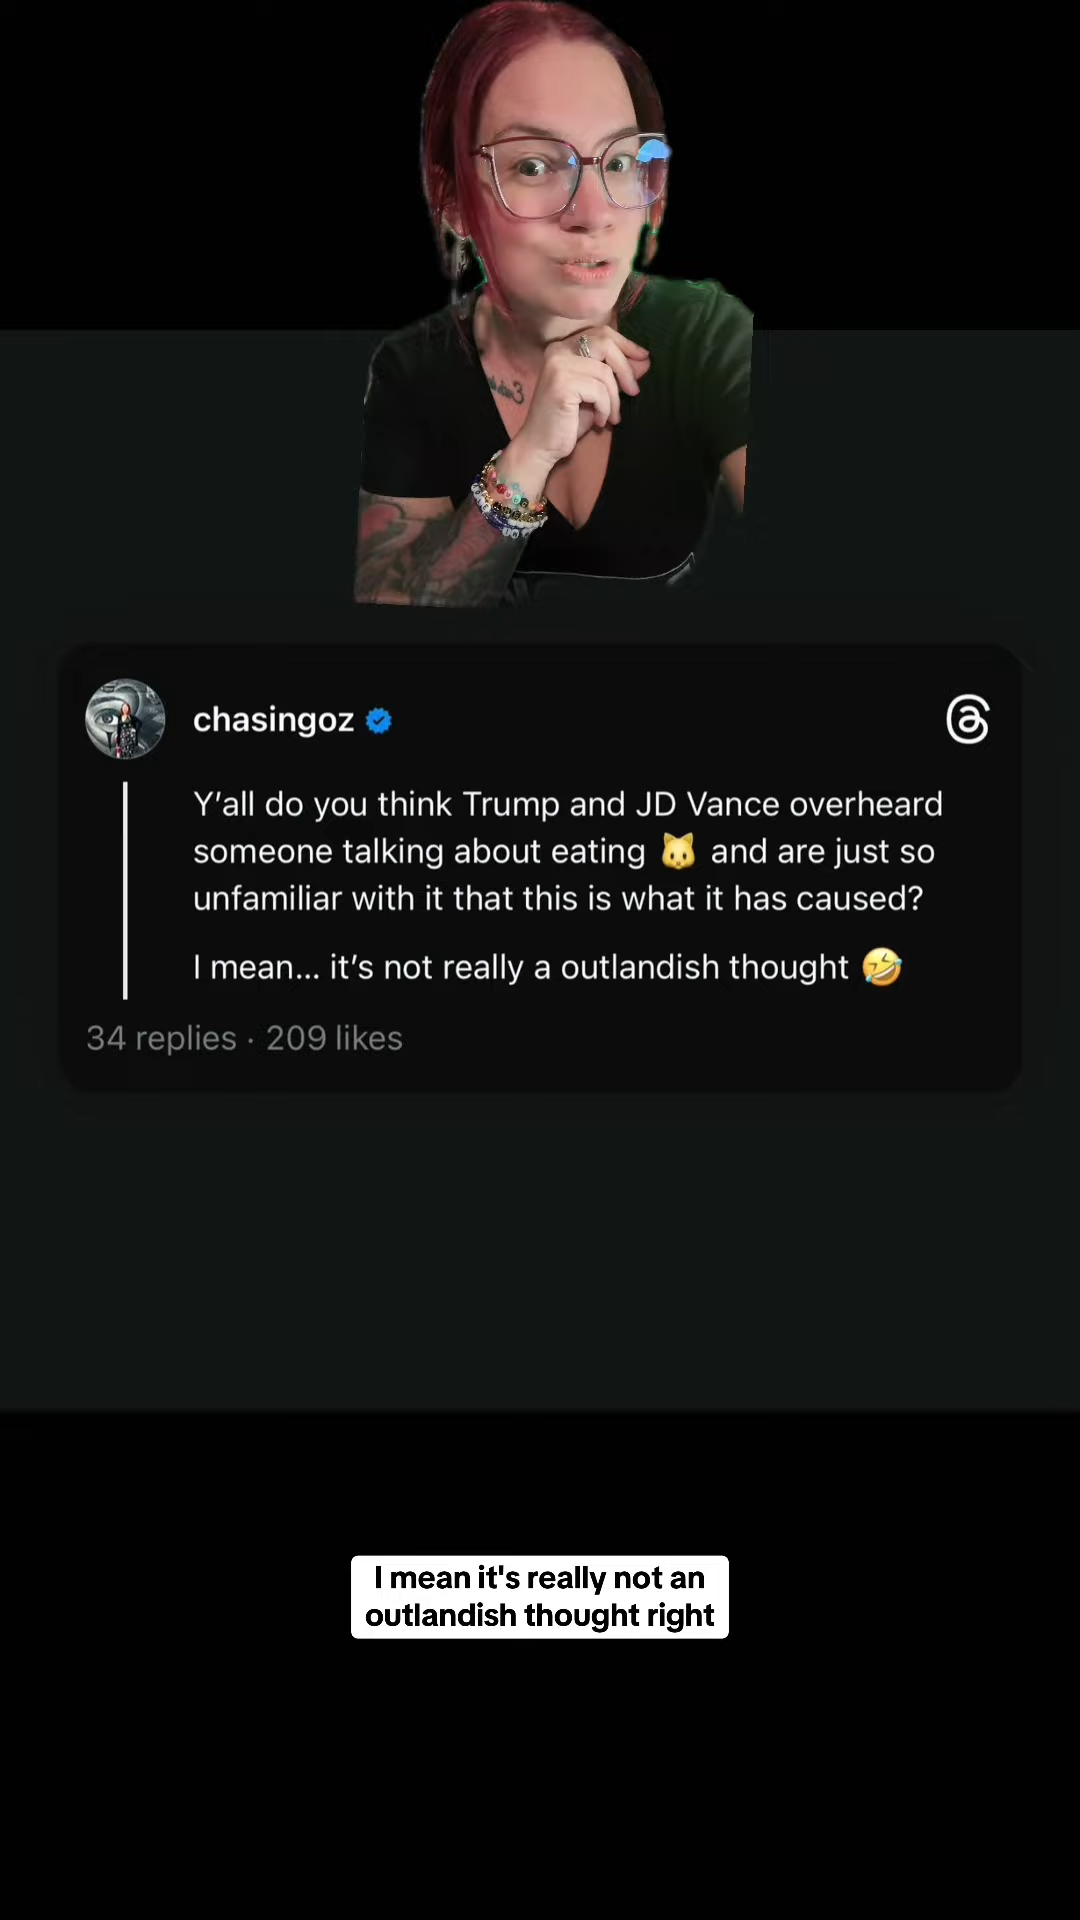 chasingoz
Y'all do you think Trump and JD Vance overheard
someone talking about eating 🐱 and are just so
unfamiliar with it that this is what it has caused?
I mean... it's not really a outlandish thought 🤣
34 replies · 209 likes
I mean it's really not an
outlandish thought right